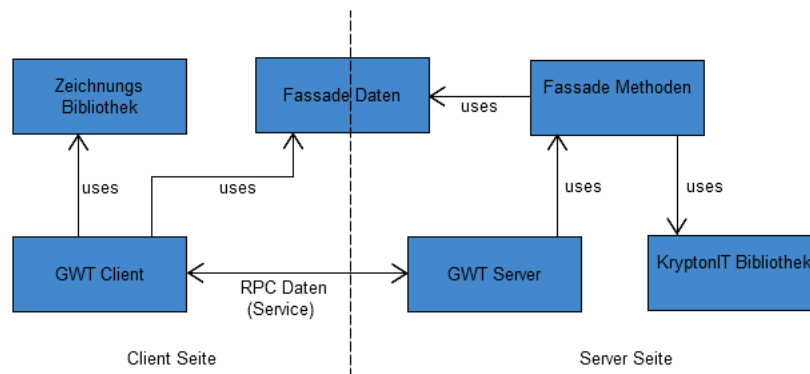 Zeichnungs
Bibliothek
Fassade Daten
Fassade Methoden
uses
uses
uses
uses
uses
GWT Client
RPC Daten
(Service)
GWT Server
KryptonIT Bibliothek
Client Seite
Server Seite